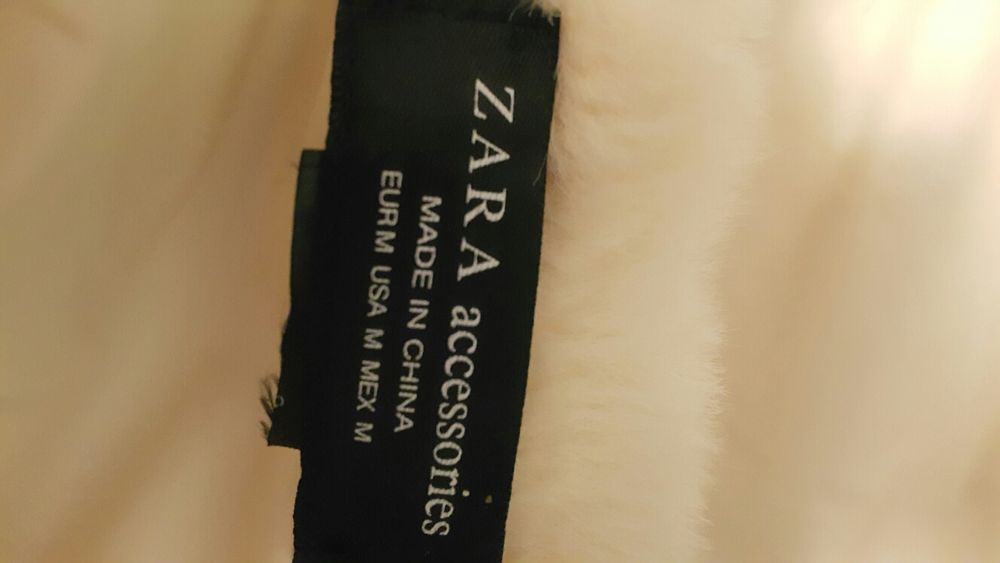 ZARA accessories
MADE IN CHINA
EUR M USA M MEX M